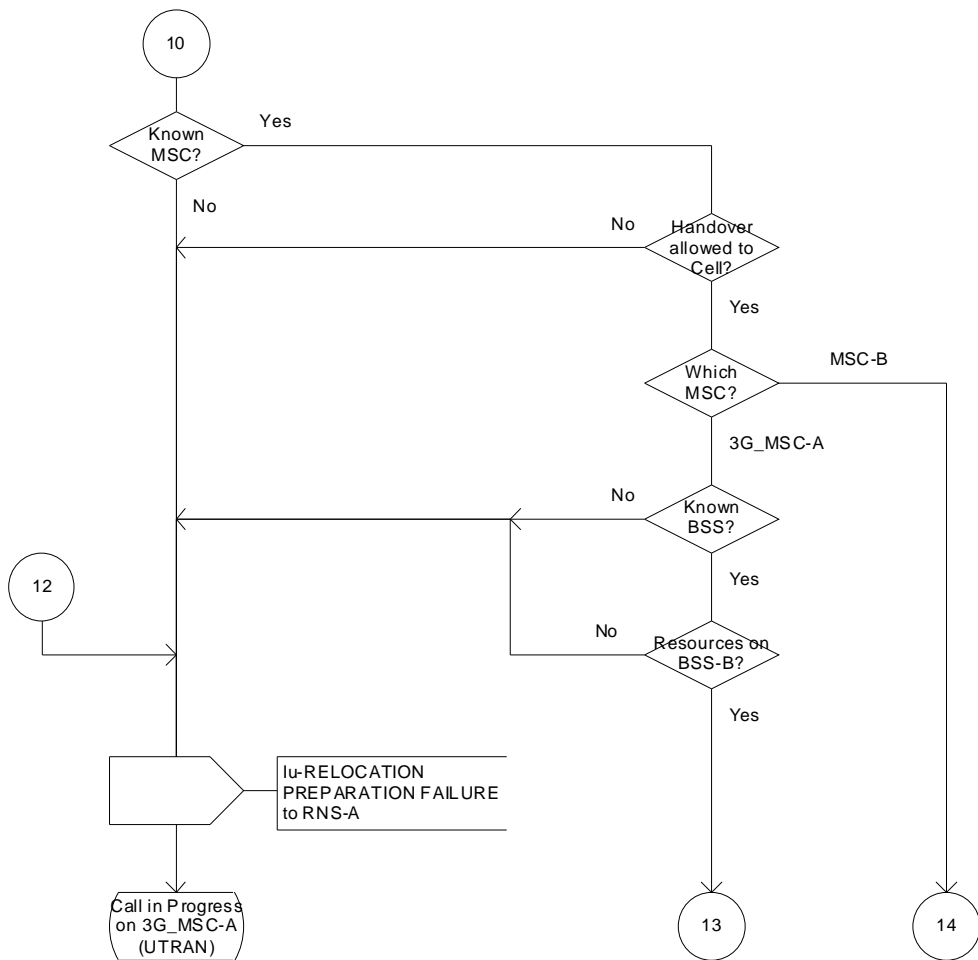 10
Known
MSC?
Yes
No
No
Handover
allowed to
Cell?
Yes
Which
MSC?
MSC-B
3G_MSC-A
No
Known
BSS?
Yes
12
No
Resources on
BSS-B?
Yes
Iu-RELOCATION
PREPARATION FAILURE
to RNS-A
Call in Progress
on 3G_MSC-A
(UTRAN)
13
14